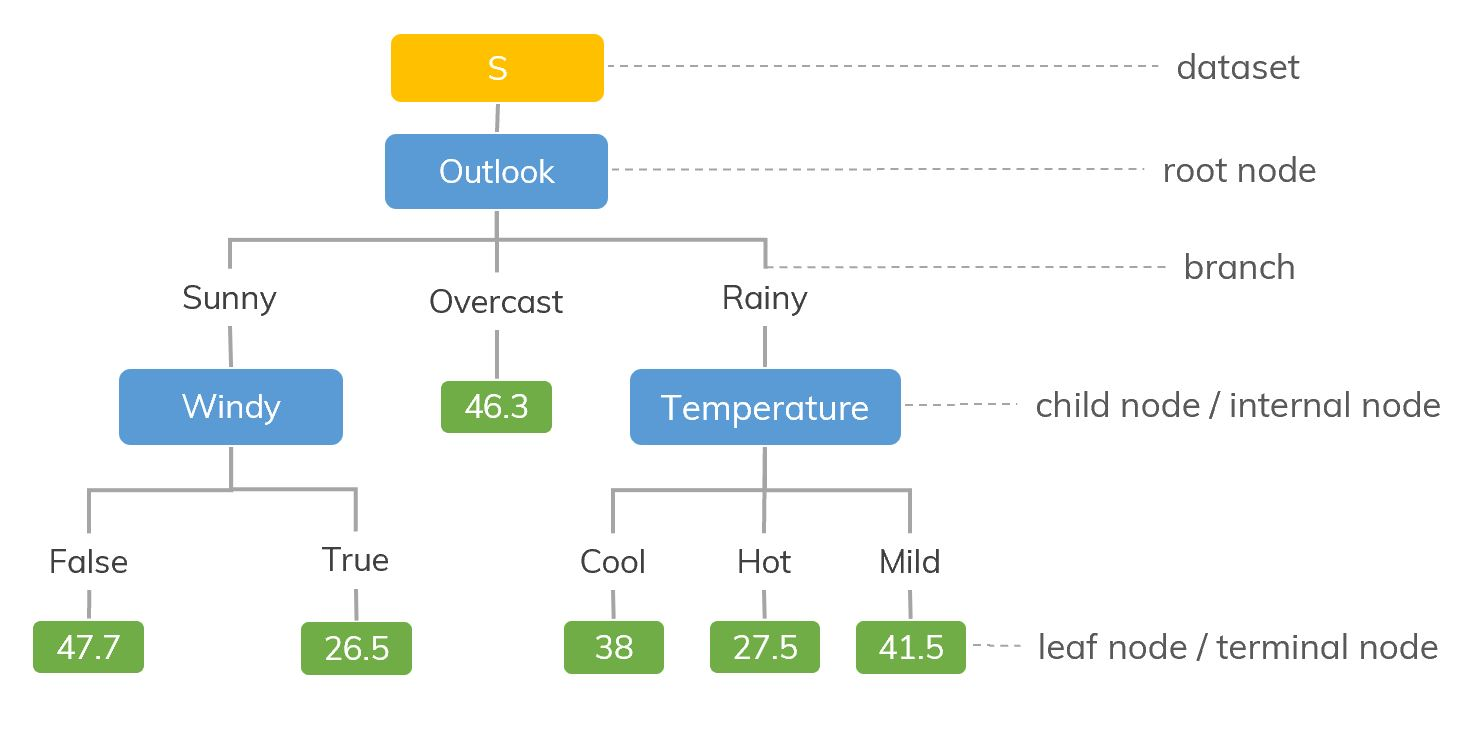 S
dataset
Outlook
root node
branch
Sunny
Overcast
Rainy
Windy
46.3
Temperature
child node / internal node
False
True
Cool
Hot
Mild
47.7
26.5
38
27.5
41.5
leaf node / terminal node